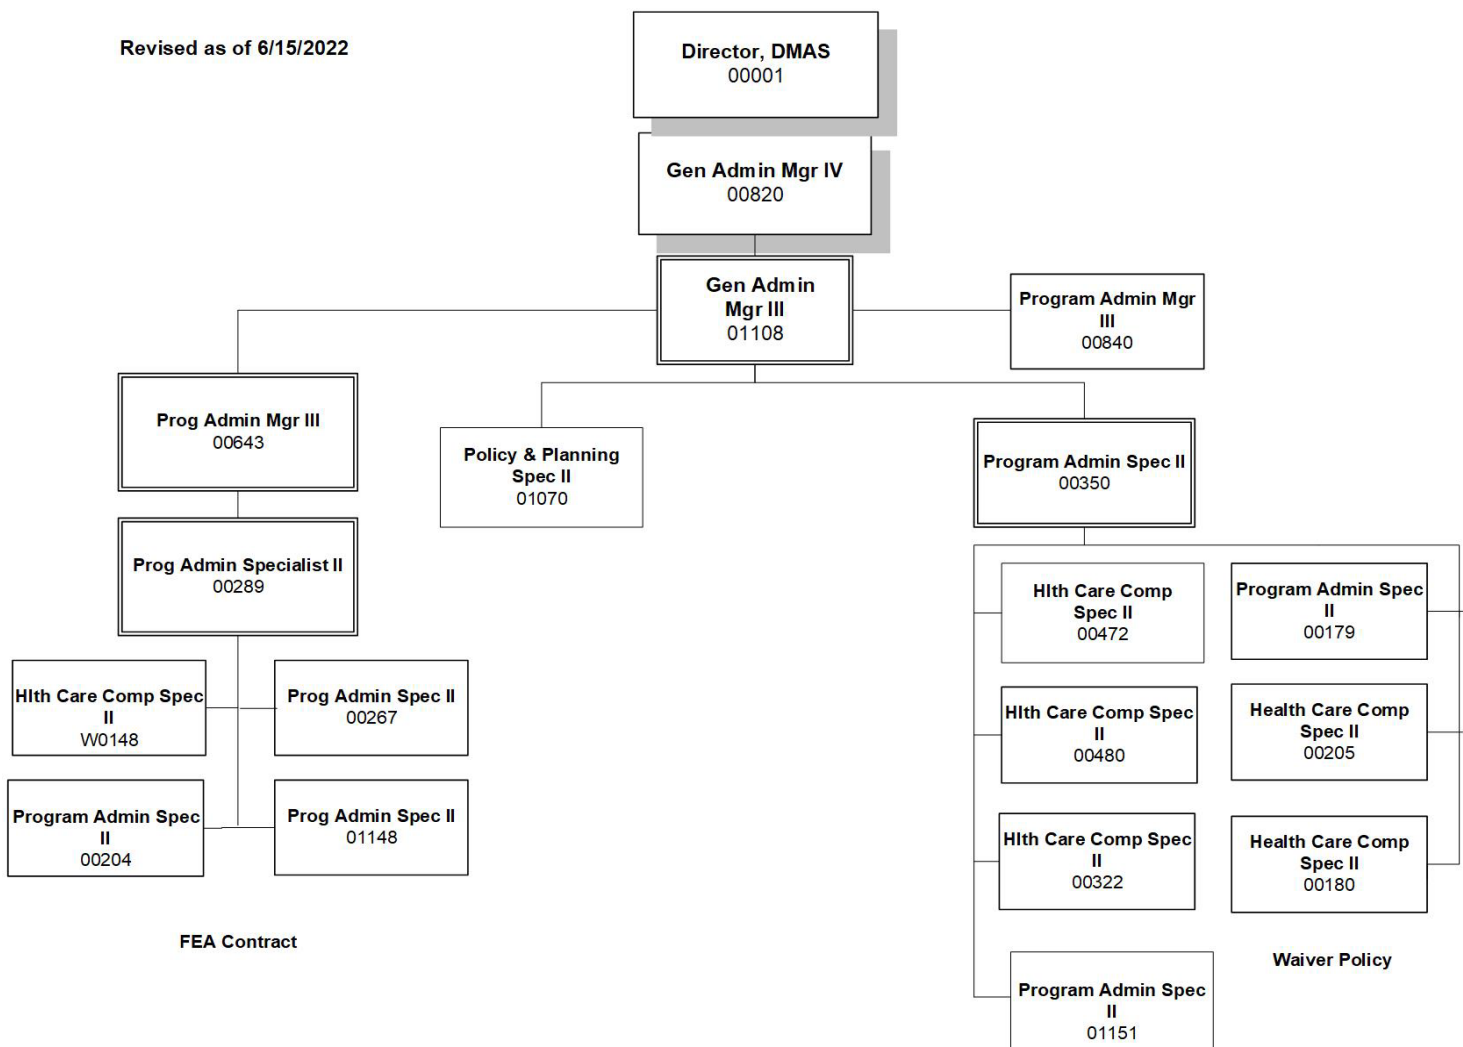 Revised as of 6/15/2022
Director, DMAS
00001
Gen Admin Mgr IV
00820
Gen Admin
Mgr III
01108
Program Admin Mgr
III
00840
Prog Admin Mgr III
00643
Policy & Planning
Spec II
01070
Program Admin Spec II
00350
Prog Admin Specialist II
00289
Hlth Care Comp Spec
II
W0148
Prog Admin Spec II
00267
Program Admin Spec
II
00204
Prog Admin Spec II
01148
FEA Contract
Hlth Care Comp
Spec II
00472
Program Admin Spec
II
00179
Hlth Care Comp Spec
II
00480
Health Care Comp
Spec II
00205
Hlth Care Comp Spec
II
00322
Health Care Comp
Spec II
00180
Program Admin Spec
II
01151
Waiver Policy